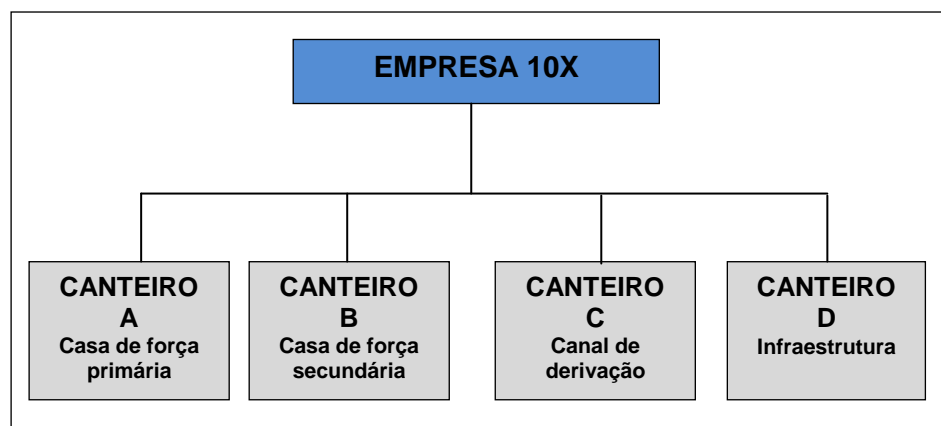 EMPRESA 10X
CANTEIRO
A
Casa de força
primária
CANTEIRO
B
Casa de força
secundária
CANTEIRO
C
Canal de
derivação
CANTEIRO
D
Infraestrutura